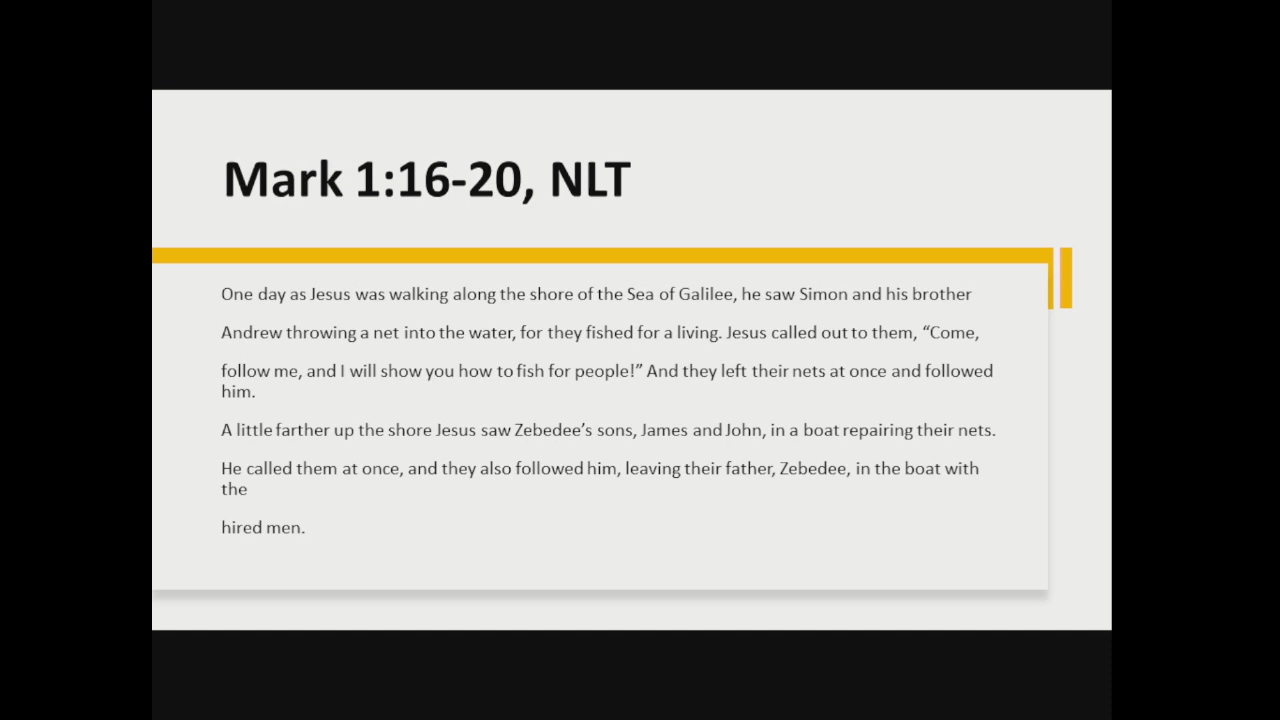 Mark 1:16-20, NLT
One day as Jesus was walking along the shore of the Sea of Galilee, he saw Simon and his brother
Andrew throwing a net into the water, for they fished for a living. Jesus called out to them, “Come,
follow me, and I will show you how to fish for people!” And they left their nets at once and followed
him.
A little farther up the shore Jesus saw Zebedee’s sons, James and John, in a boat repairing their nets.
He called them at once, and they also followed him, leaving their father, Zebedee, in the boat with
the
hired men.